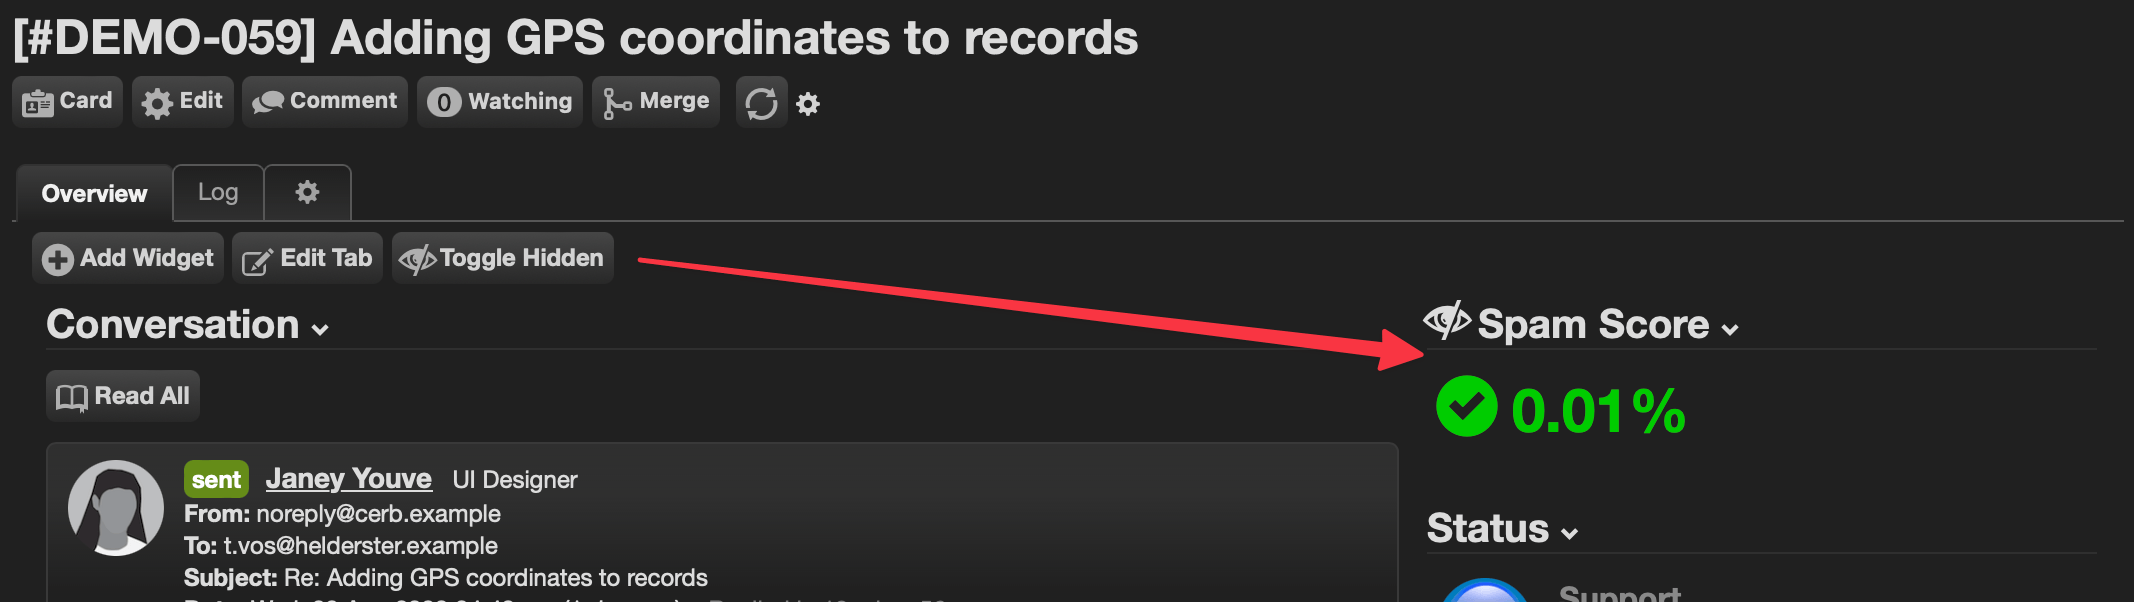 [#DEMO-059] Adding GPS coordinates to records
Card Edit Comment 0 Watching Merge
Overview Log
Add Widget Edit Tab Toggle Hidden
Conversation
Spam Score
Read All
0.01%
sent Janey Youve UI Designer
From: noreply@cerb.example
To: t.vos@helderster.example
Subject: Re: Adding GPS coordinates to records
Status
Support